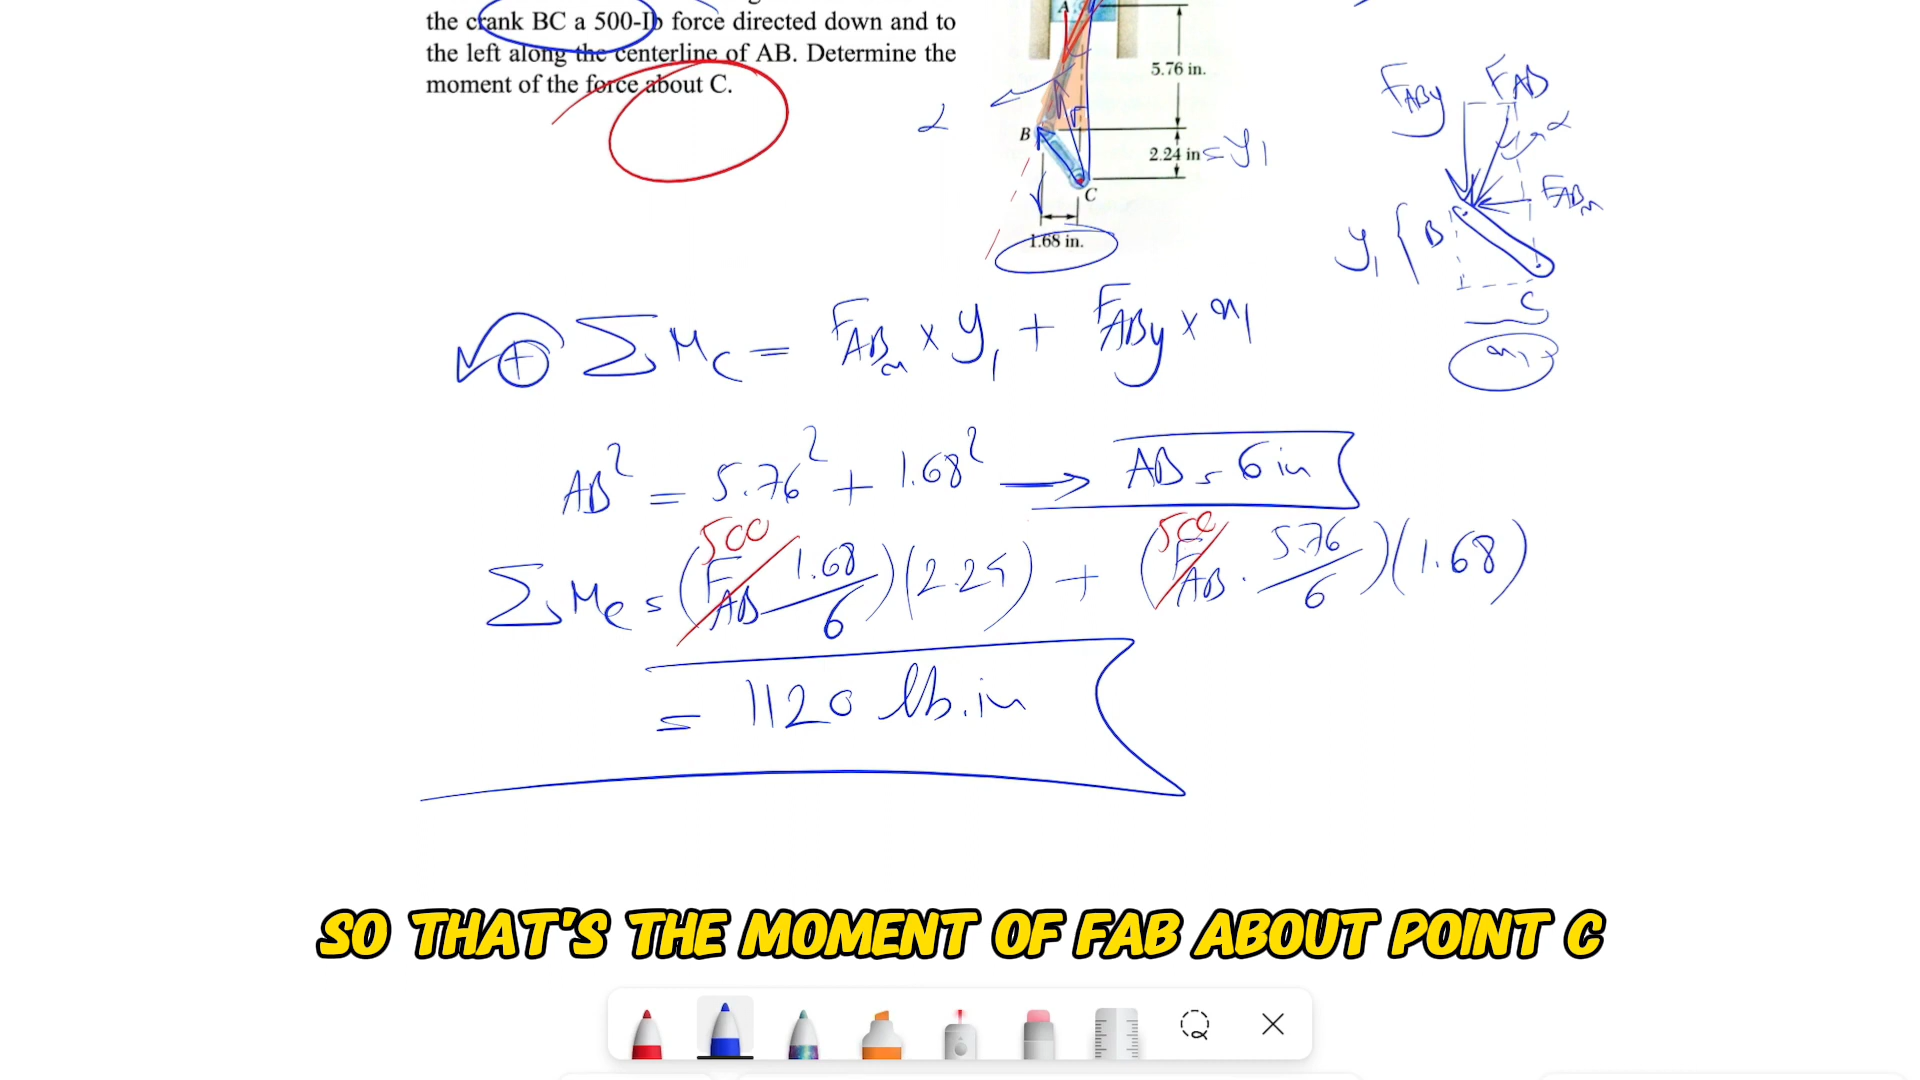 the crank BC a 500-Ib force directed down and to
the left along the centerline of AB. Determine the
moment of the force about C.
A
5.76 in.
B
2.24 in = y1
C
1.68 in.
α
FABy FAB
α
FABx
y1 { B
C
x1
+ ΣMC = FABx × y1 + FABy × x1
AB² = 5.76² + 1.68² → AB = 6 in
500 500
ΣMC = (FAB 1.68/6)(2.24) + (FAB · 5.76/6)(1.68)
= 1120 lb.in
SO THAT'S THE MOMENT OF FAB ABOUT POINT C